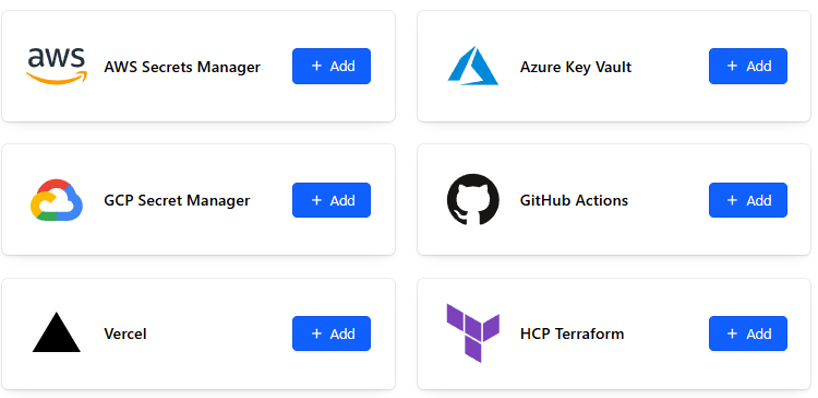 aws AWS Secrets Manager + Add
Azure Key Vault + Add
GCP Secret Manager + Add
GitHub Actions + Add
Vercel + Add
HCP Terraform + Add